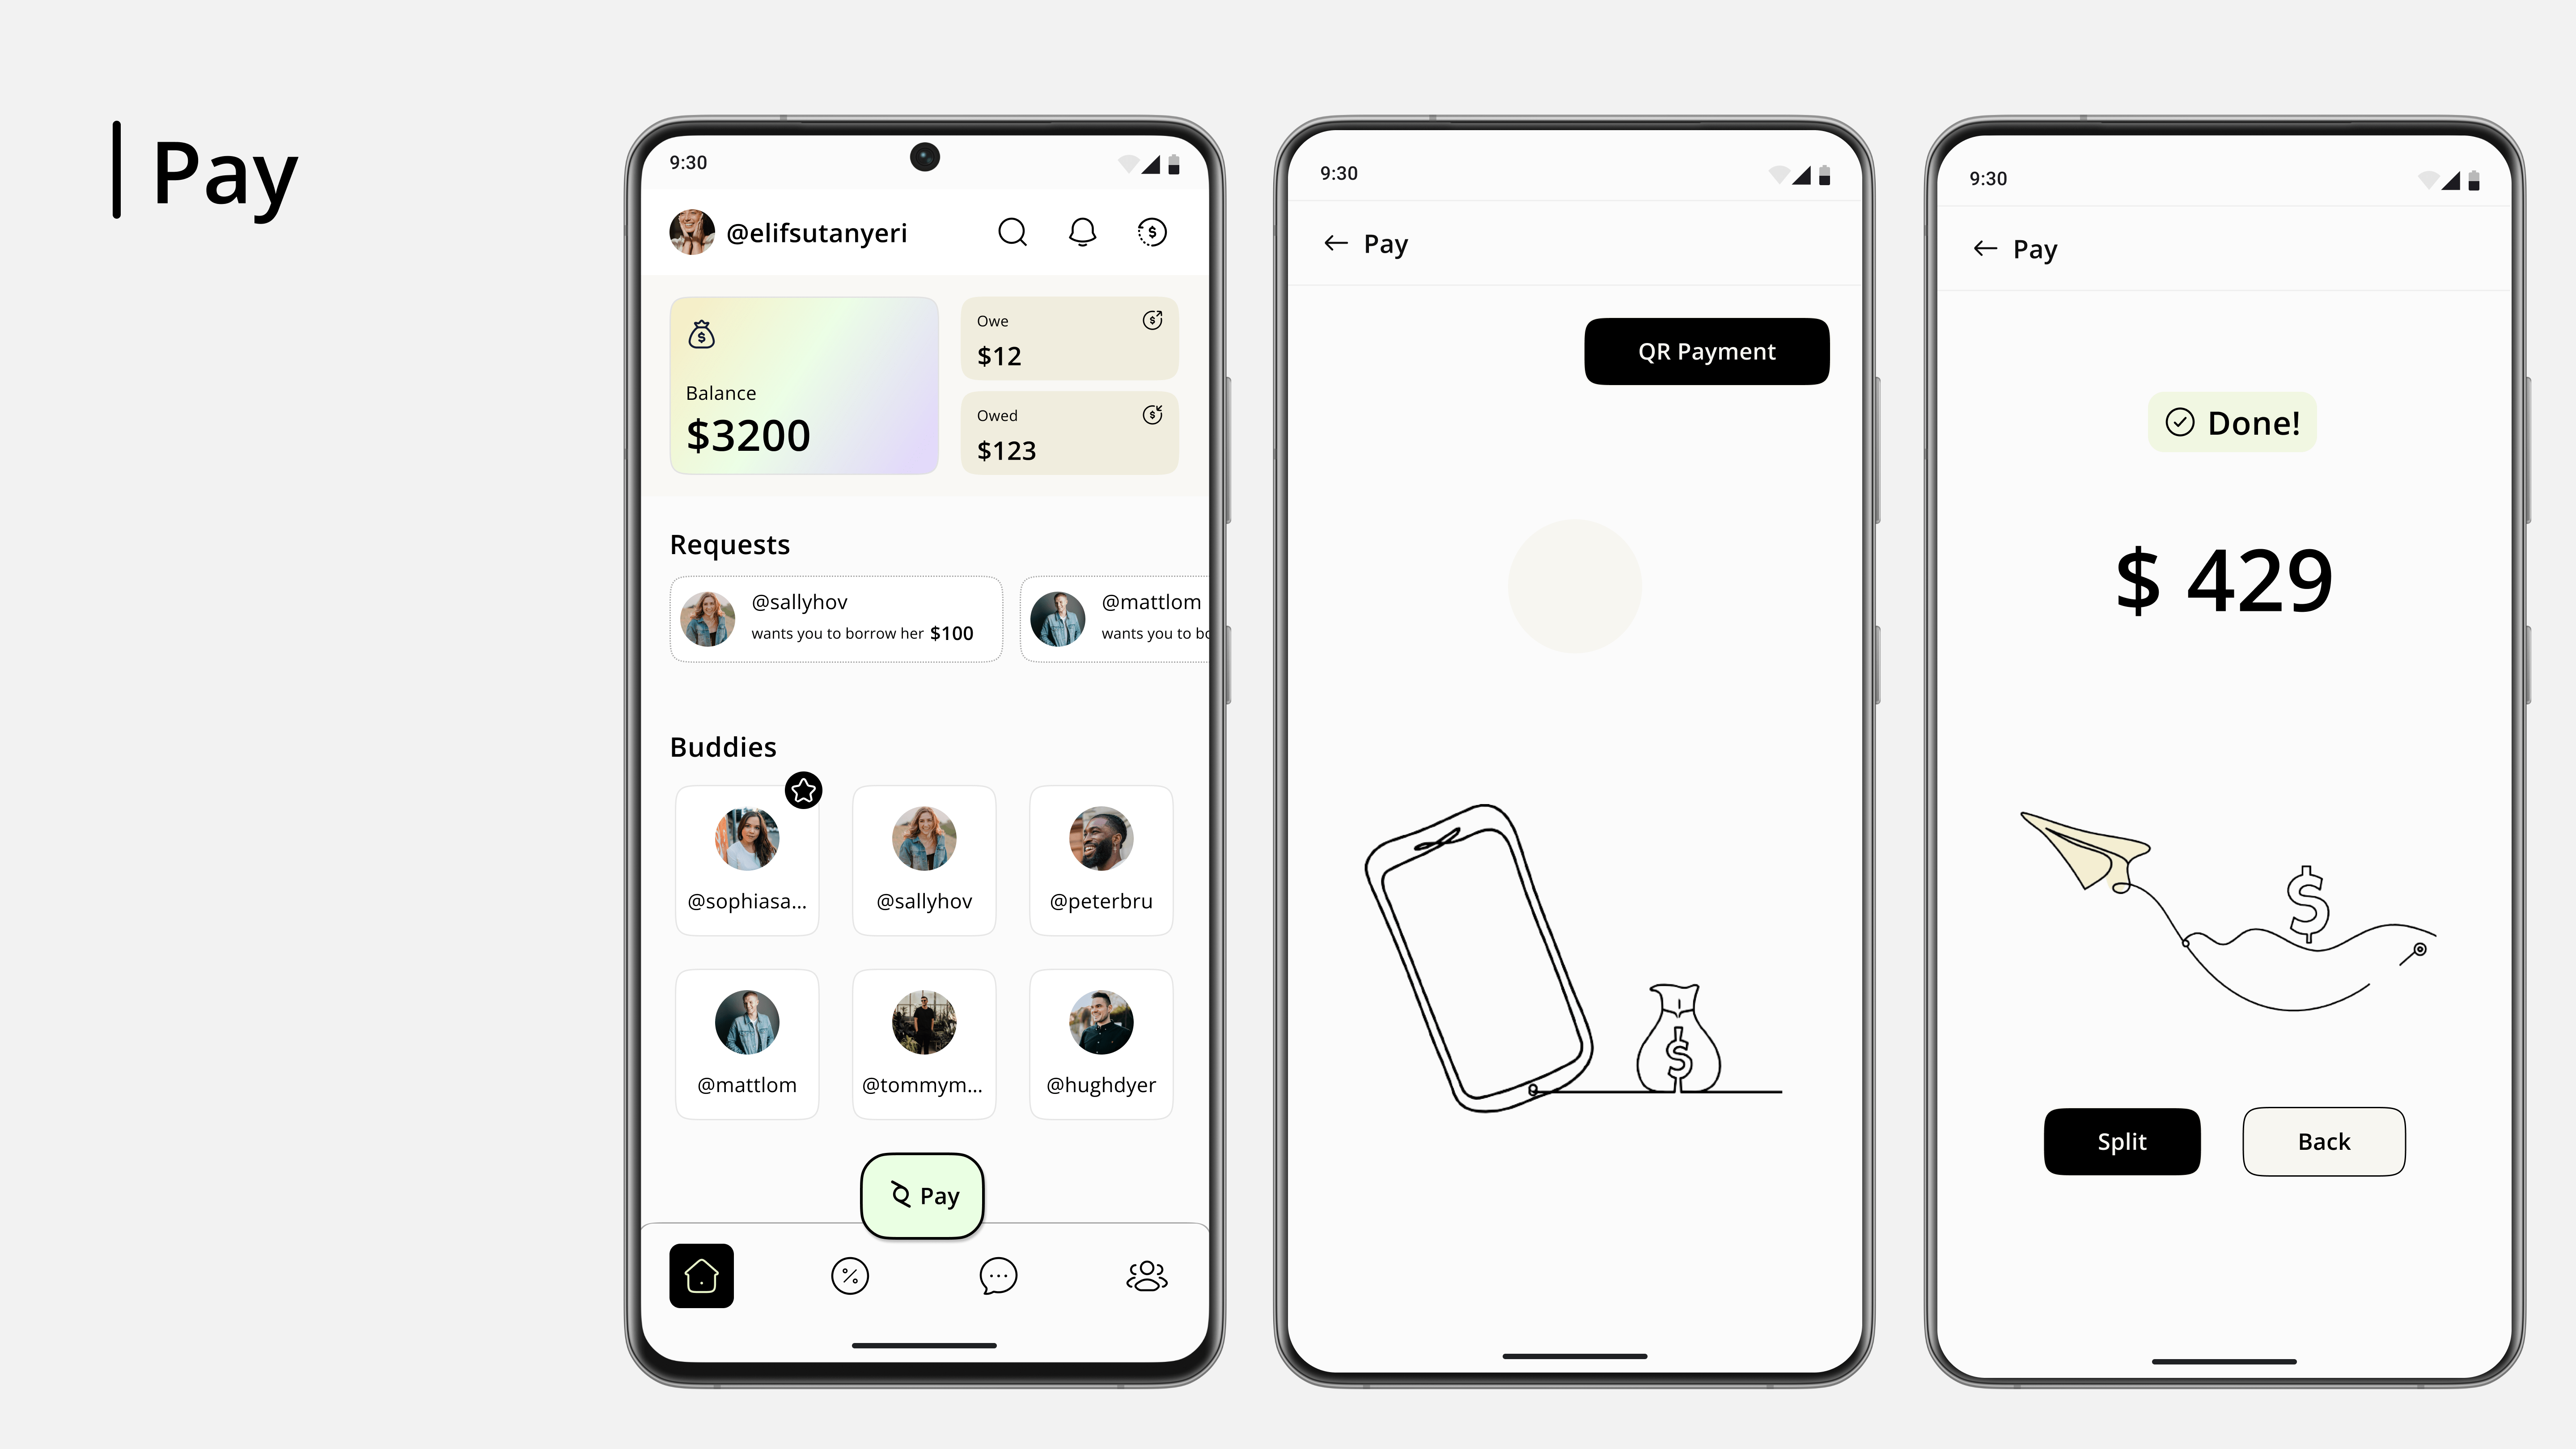 Pay
9:30
@elifsutanyeri
Balance
$3200
Owe
$12
Owed
$123
Requests
@sallyhov
wants you to borrow her $100
@mattlom
wants you to bo
Buddies
@sophiasa...
@sallyhov
@peterbru
@mattlom
@tommym...
@hughdyer
Pay
9:30
Pay
QR Payment
$
9:30
Pay
Done!
$ 429
$
Split
Back